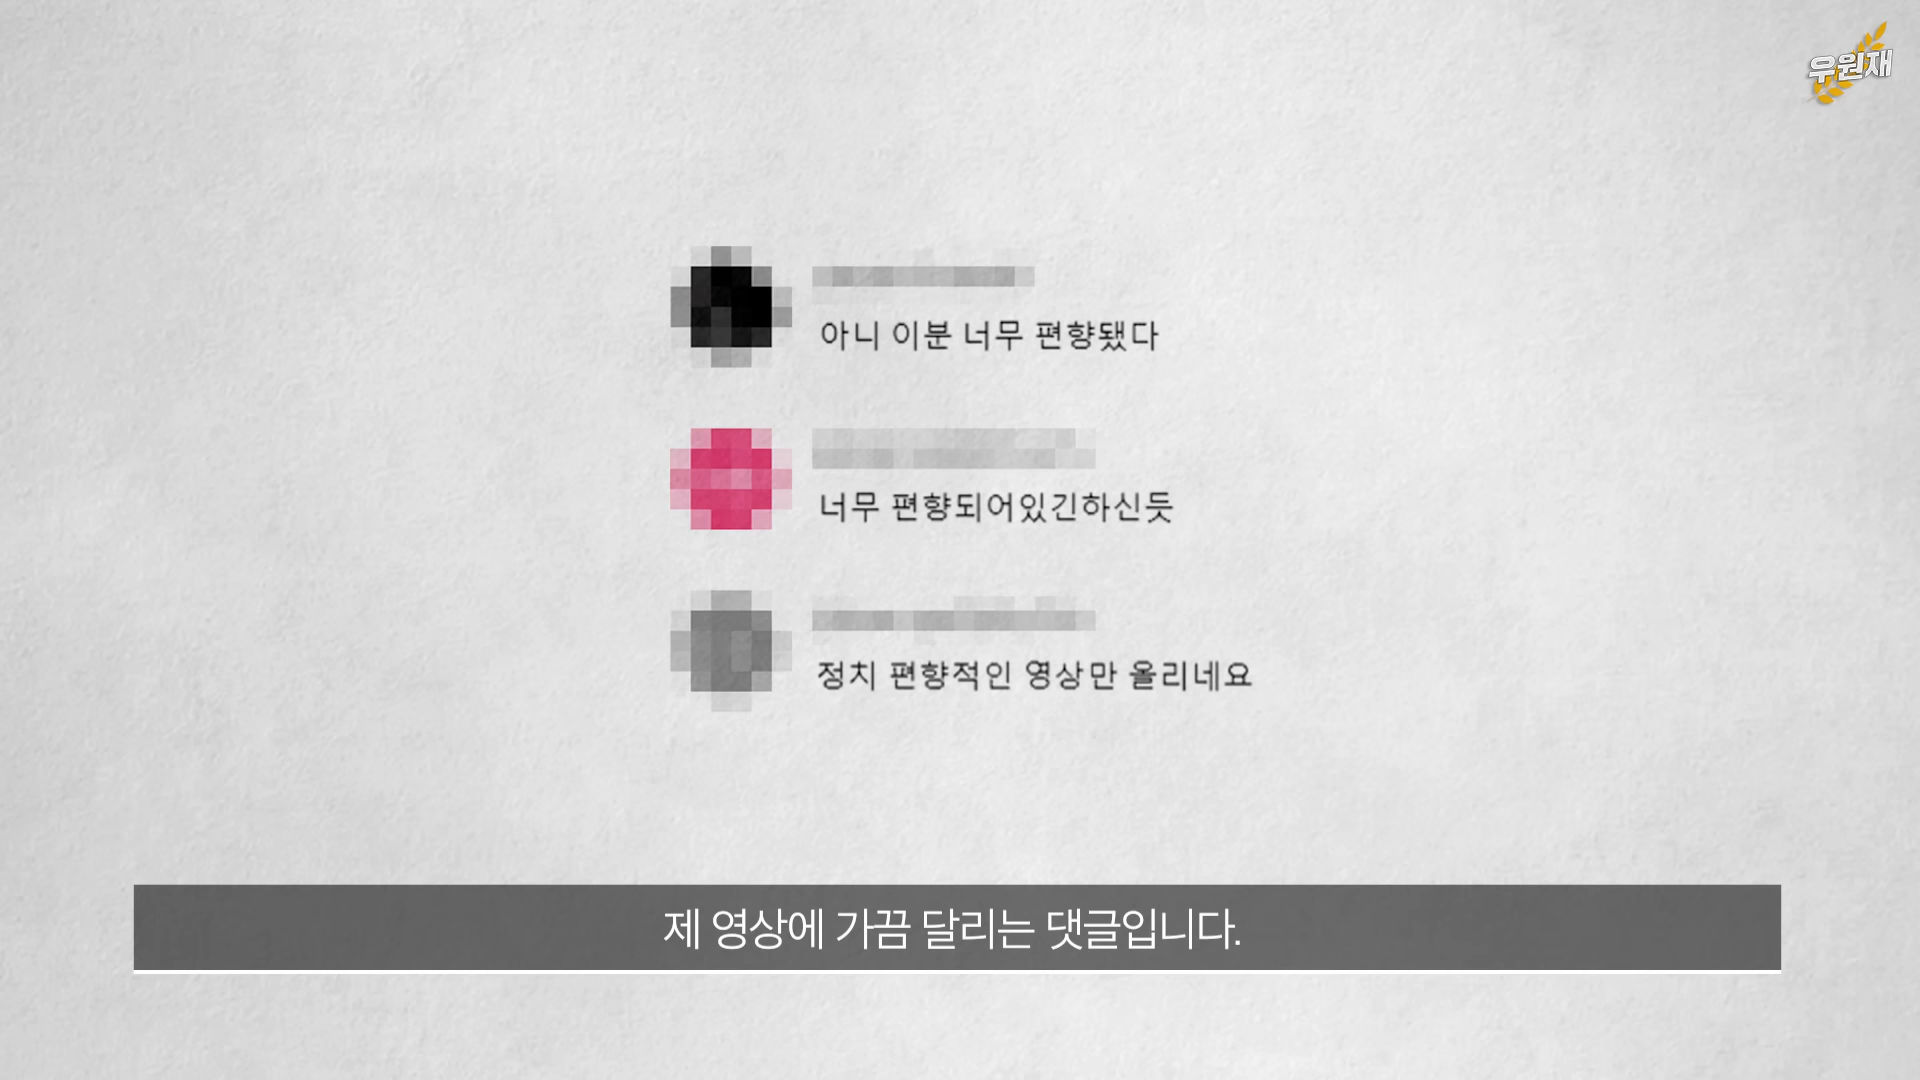 우원재
아니 이분 너무 편향됐다
너무 편향되어있긴하신듯
정치 편향적인 영상만 올리네요
제 영상에 가끔 달리는 댓글입니다.